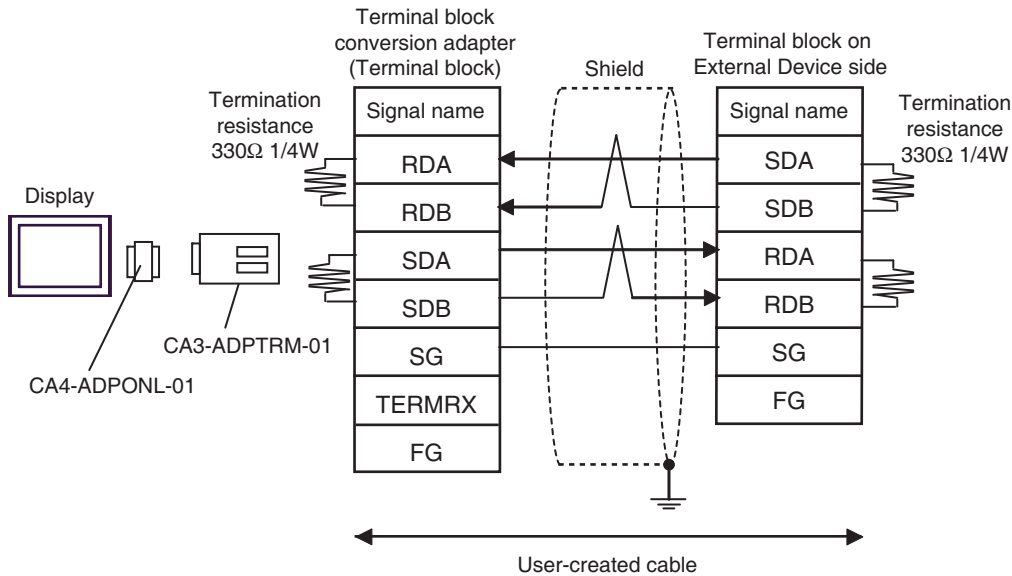 Terminal block
conversion adapter
(Terminal block)
Shield
Terminal block on
External Device side
Termination
resistance
330Ω 1/4W
Signal name
RDA
RDB
SDA
SDB
SG
TERMRX
FG
Signal name
SDA
SDB
RDA
RDB
SG
FG
Termination
resistance
330Ω 1/4W
Display
CA3-ADPTRM-01
CA4-ADPONL-01
User-created cable